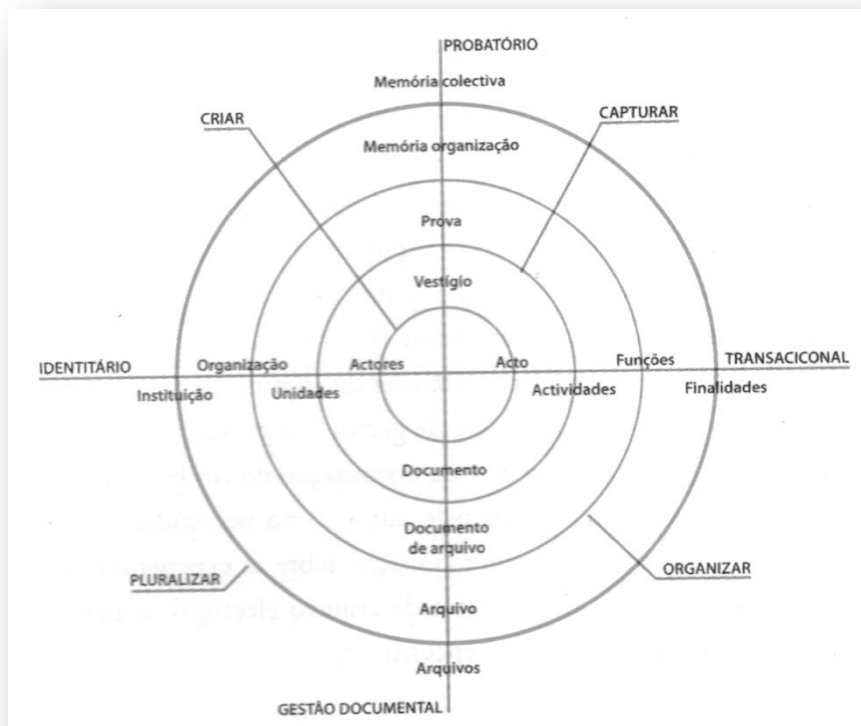 PROBATÓRIO
Memória colectiva
CRIAR
CAPTURAR
Memória organização
Prova
Vestígio
IDENTITÁRIO
Organização
Actores
Acto
Funções
TRANSACICONAL
Instituição
Unidades
Actividades
Finalidades
Documento
Documento
de arquivo
PLURALIZAR
ORGANIZAR
Arquivo
Arquivos
GESTÃO DOCUMENTAL